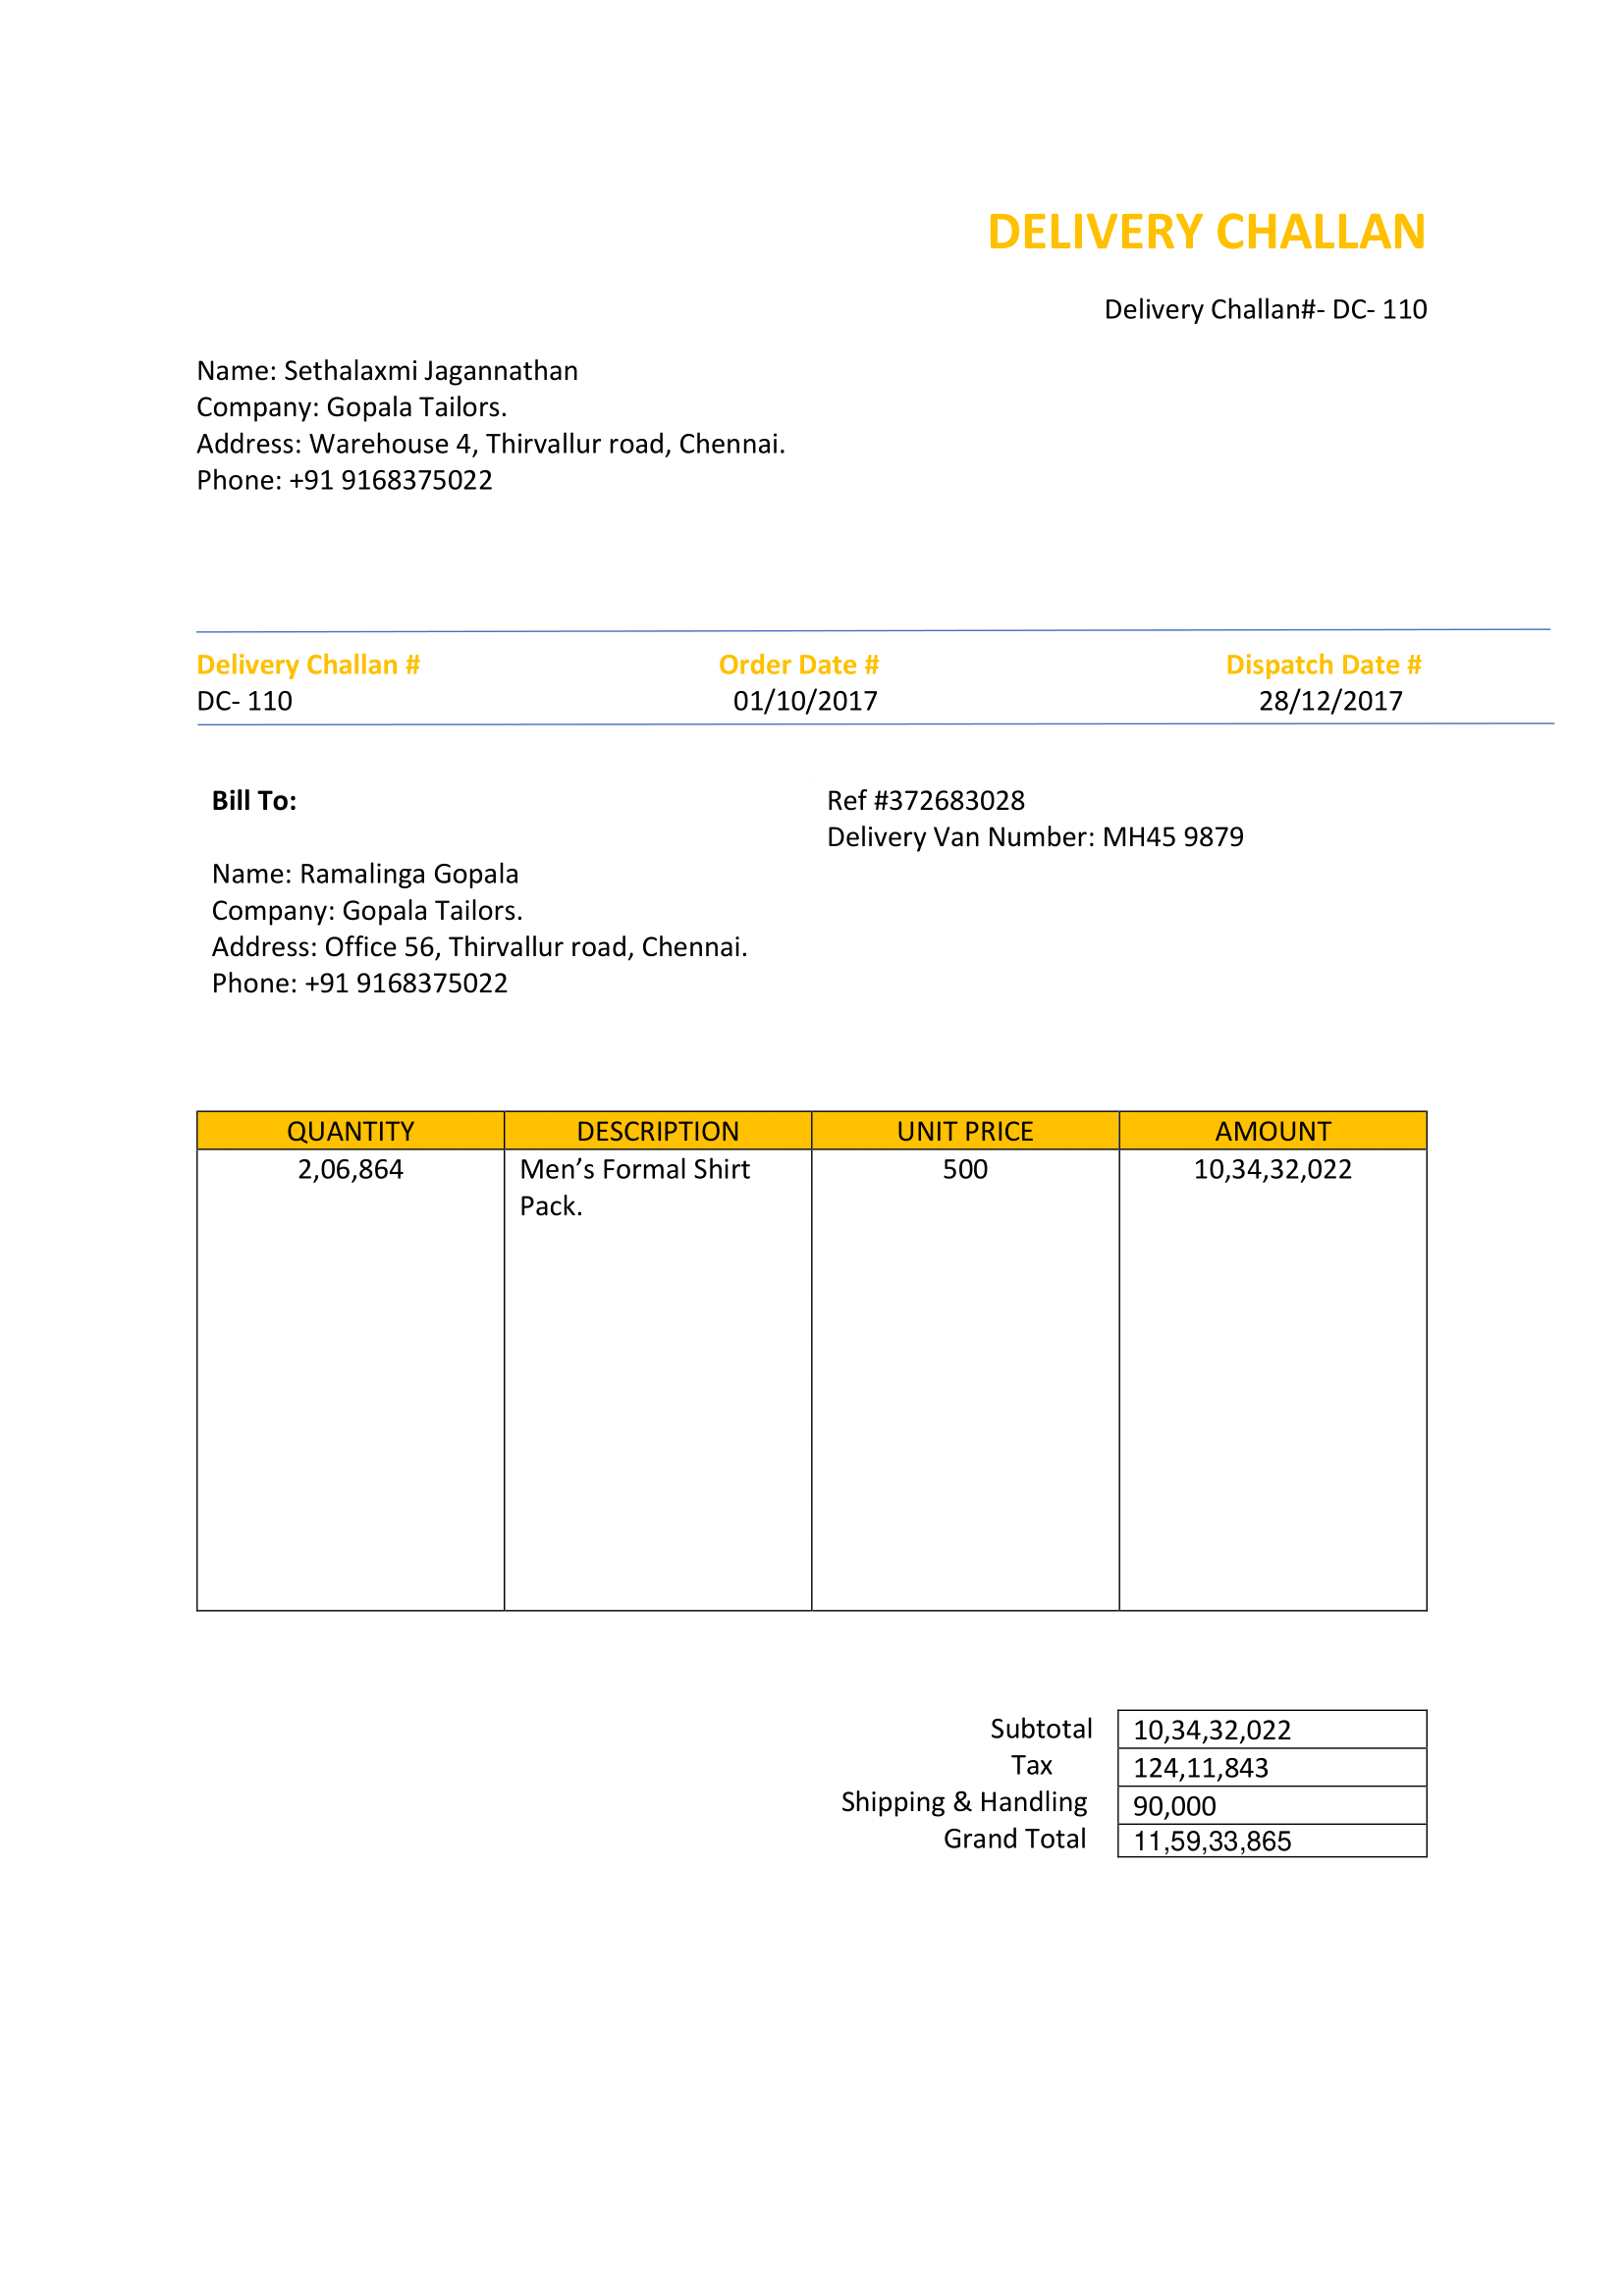 DELIVERY CHALLAN
Delivery Challan#- DC- 110
Name: Sethalaxmi Jagannathan
Company: Gopala Tailors.
Address: Warehouse 4, Thirvallur road, Chennai.
Phone: +91 9168375022
Delivery Challan # Order Date # Dispatch Date #
DC- 110 01/10/2017 28/12/2017
Bill To:
Name: Ramalinga Gopala
Company: Gopala Tailors.
Address: Office 56, Thirvallur road, Chennai.
Phone: +91 9168375022
Ref #372683028
Delivery Van Number: MH45 9879
QUANTITY DESCRIPTION UNIT PRICE AMOUNT
2,06,864 Men’s Formal Shirt 500 10,34,32,022
Pack.
Subtotal 10,34,32,022
Tax 124,11,843
Shipping & Handling 90,000
Grand Total 11,59,33,865